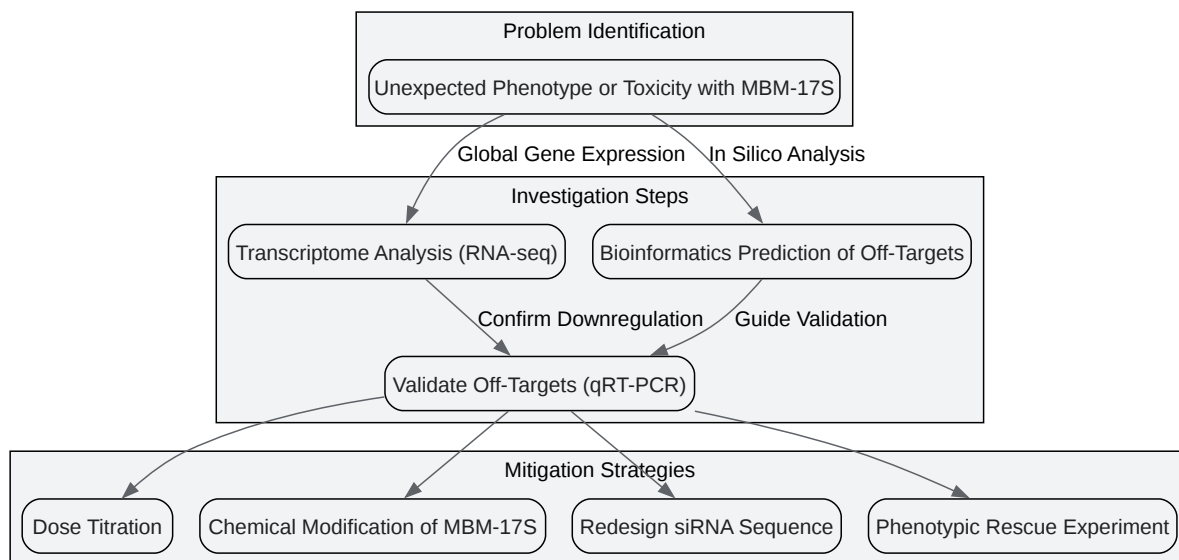 Problem Identification
Unexpected Phenotype or Toxicity with MBM-17S
Global Gene Expression
In Silico Analysis
Investigation Steps
Transcriptome Analysis (RNA-seq)
Bioinformatics Prediction of Off-Targets
Confirm Downregulation
Guide Validation
Validate Off-Targets (qRT-PCR)
Mitigation Strategies
Dose Titration
Chemical Modification of MBM-17S
Redesign siRNA Sequence
Phenotypic Rescue Experiment